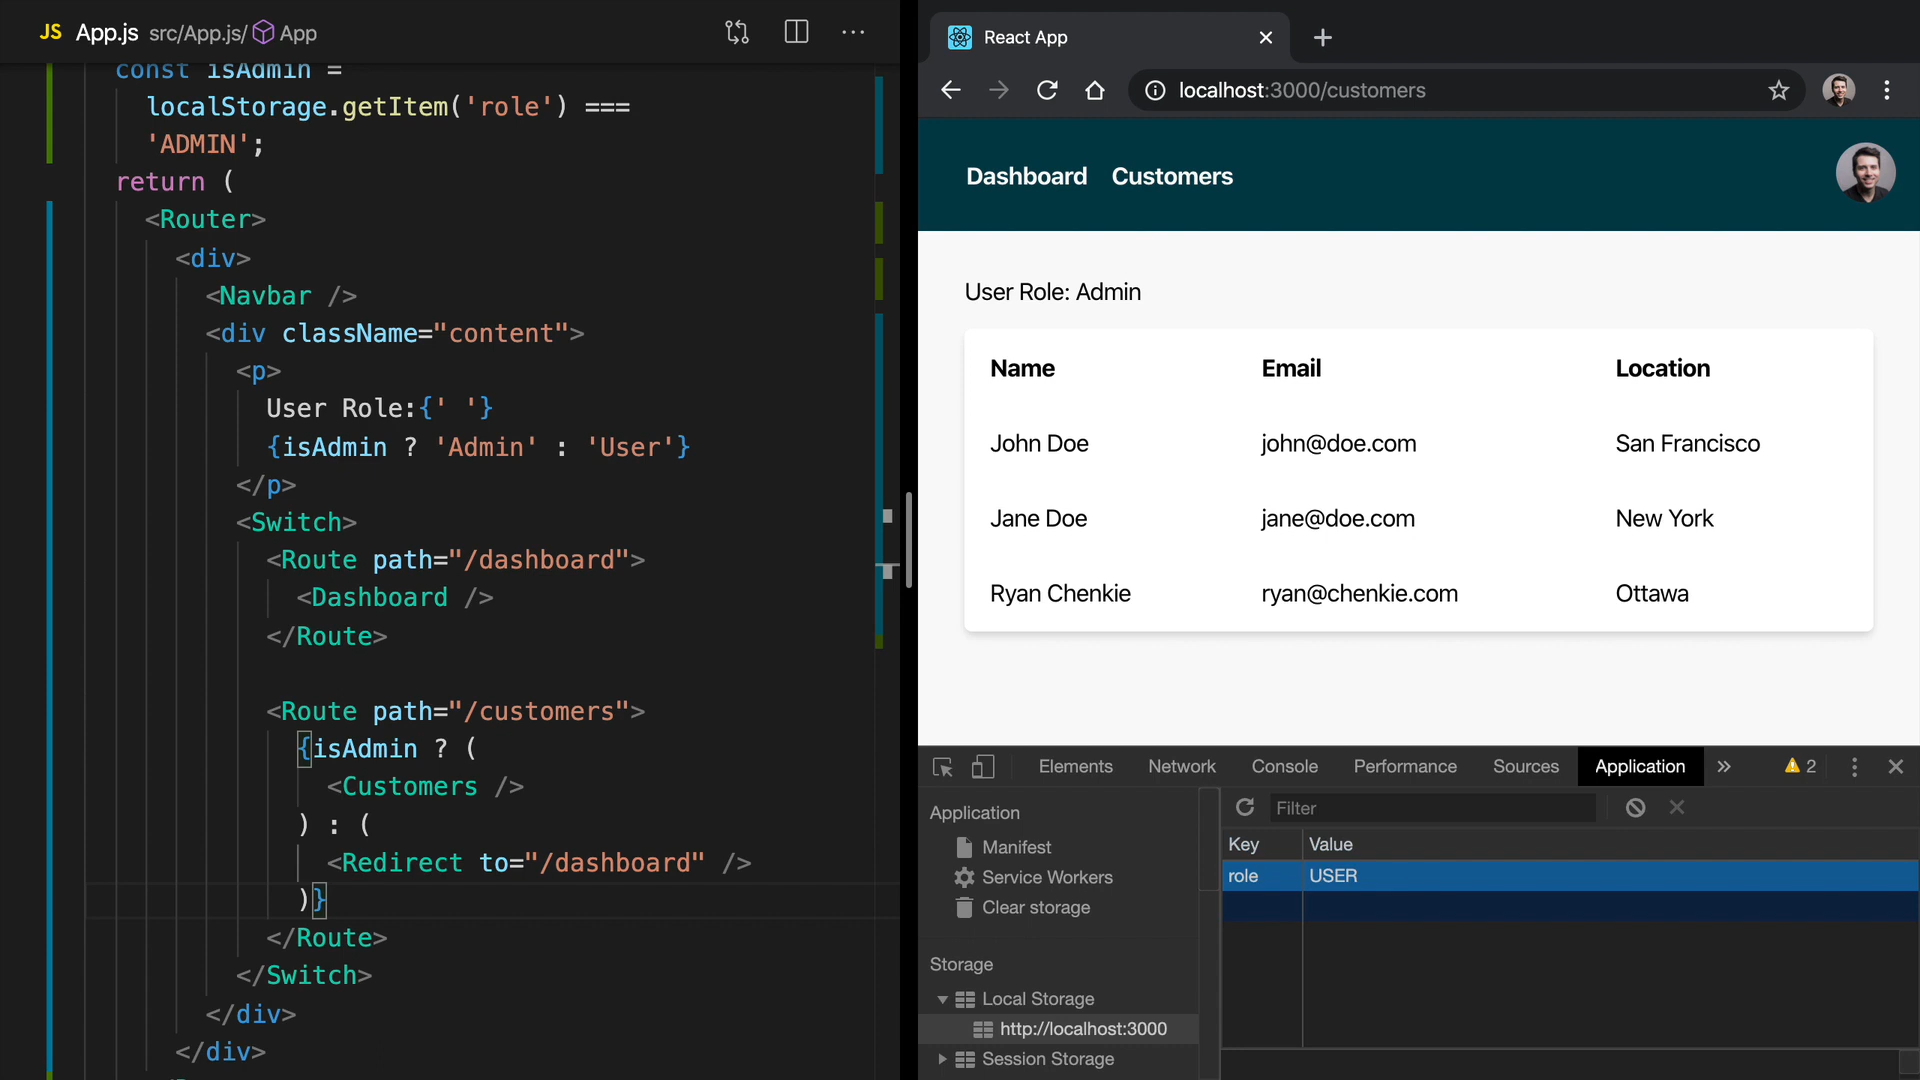 JS App.js src/App.js/ App
const isAdmin =
localStorage.getItem('role') ===
'ADMIN';
return (
<Router>
<div>
<Navbar />
<div className="content">
<p>
User Role:{' '}
{isAdmin ? 'Admin' : 'User'}
</p>
<Switch>
<Route path="/dashboard">
<Dashboard />
</Route>
<Route path="/customers">
{isAdmin ? (
<Customers />
) : (
<Redirect to="/dashboard" />
)}
</Route>
</Switch>
</div>
</div>
React App
localhost:3000/customers
Dashboard Customers
User Role: Admin
Name Email Location
John Doe john@doe.com San Francisco
Jane Doe jane@doe.com New York
Ryan Chenkie ryan@chenkie.com Ottawa
Elements Network Console Performance Sources Application » 2
Application
Manifest
Service Workers
Clear storage
Storage
Local Storage
http://localhost:3000
Session Storage
Filter
Key Value
role USER